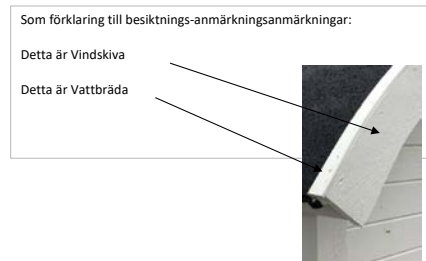 Som förklaring till besiktnings-anmärkningsanmärkningar:
Detta är Vindskiva
Detta är Vattbräda